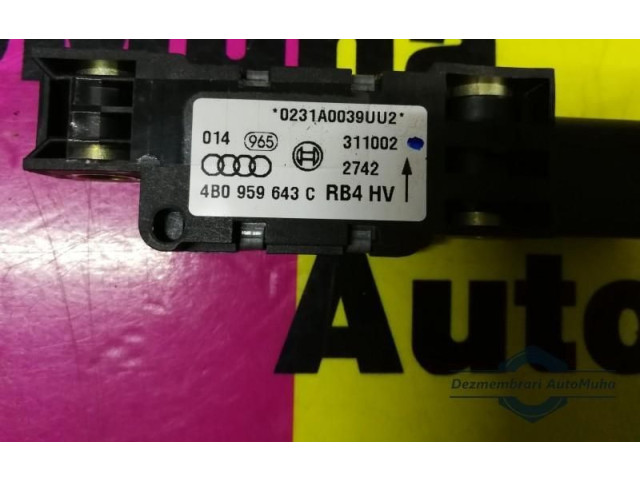 *0231A0039UU2*
014 965 311002
2742
4B0 959 643 C RB4 HV
Auto
Dezmembrari AutoMuha